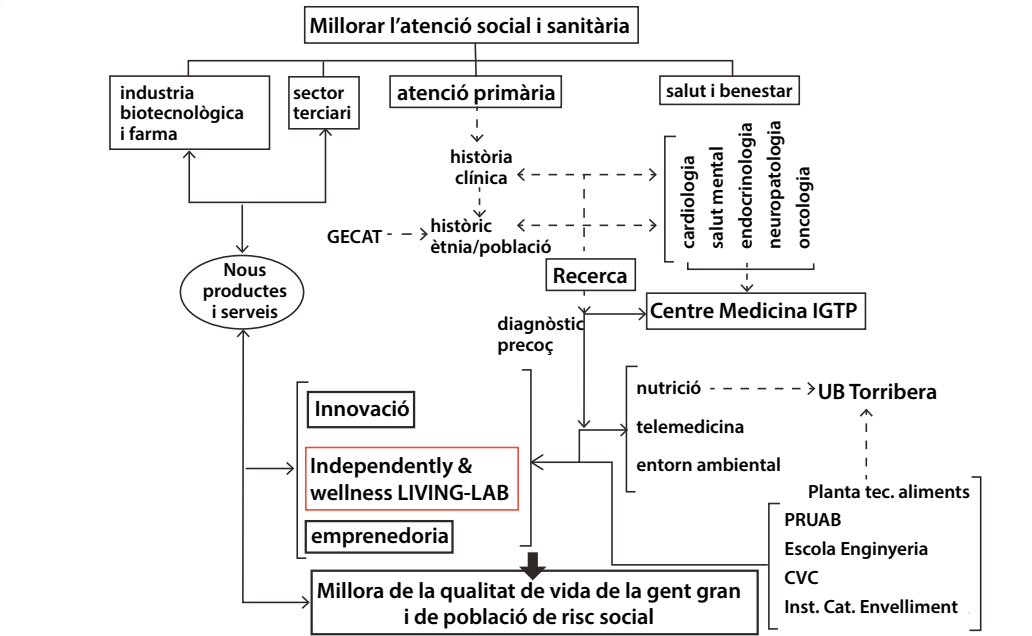 Millorar l'atenció social i sanitària
industria
biotecnològica
i farma
sector
terciari
atenció primària
salut i benestar
història
clínica
cardiologia
salut mental
endocrinologia
neuropatologia
oncologia
GECAT
històric
ètnia/població
Nous
productes
i serveis
Recerca
Centre Medicina IGTP
diagnòstic
precoç
nutrició
UB Torribera
telemedicina
entorn ambiental
Innovació
Independently &
wellness LIVING-LAB
emprenedoria
Planta tec. aliments
PRUAB
Escola Enginyeria
CVC
Inst. Cat. Envelliment
Millora de la qualitat de vida de la gent gran
i de població de risc social